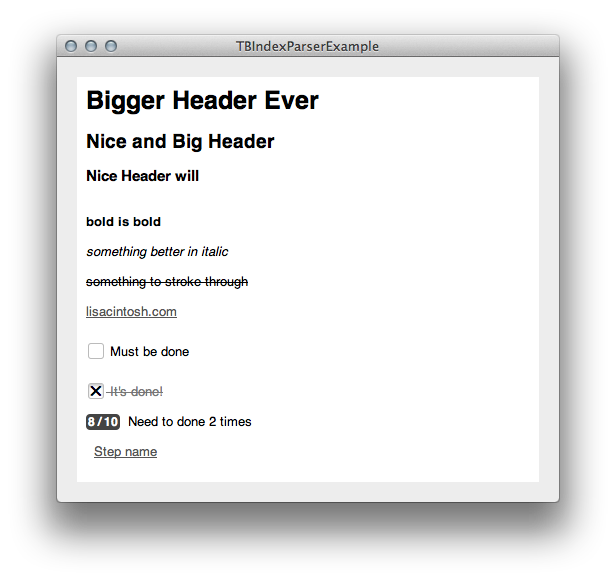 TBIndexParserExample
Bigger Header Ever
Nice and Big Header
Nice Header will
bold is bold
something better in italic
something to stroke through
lisacintosh.com
Must be done
It's done!
8/10 Need to done 2 times
Step name